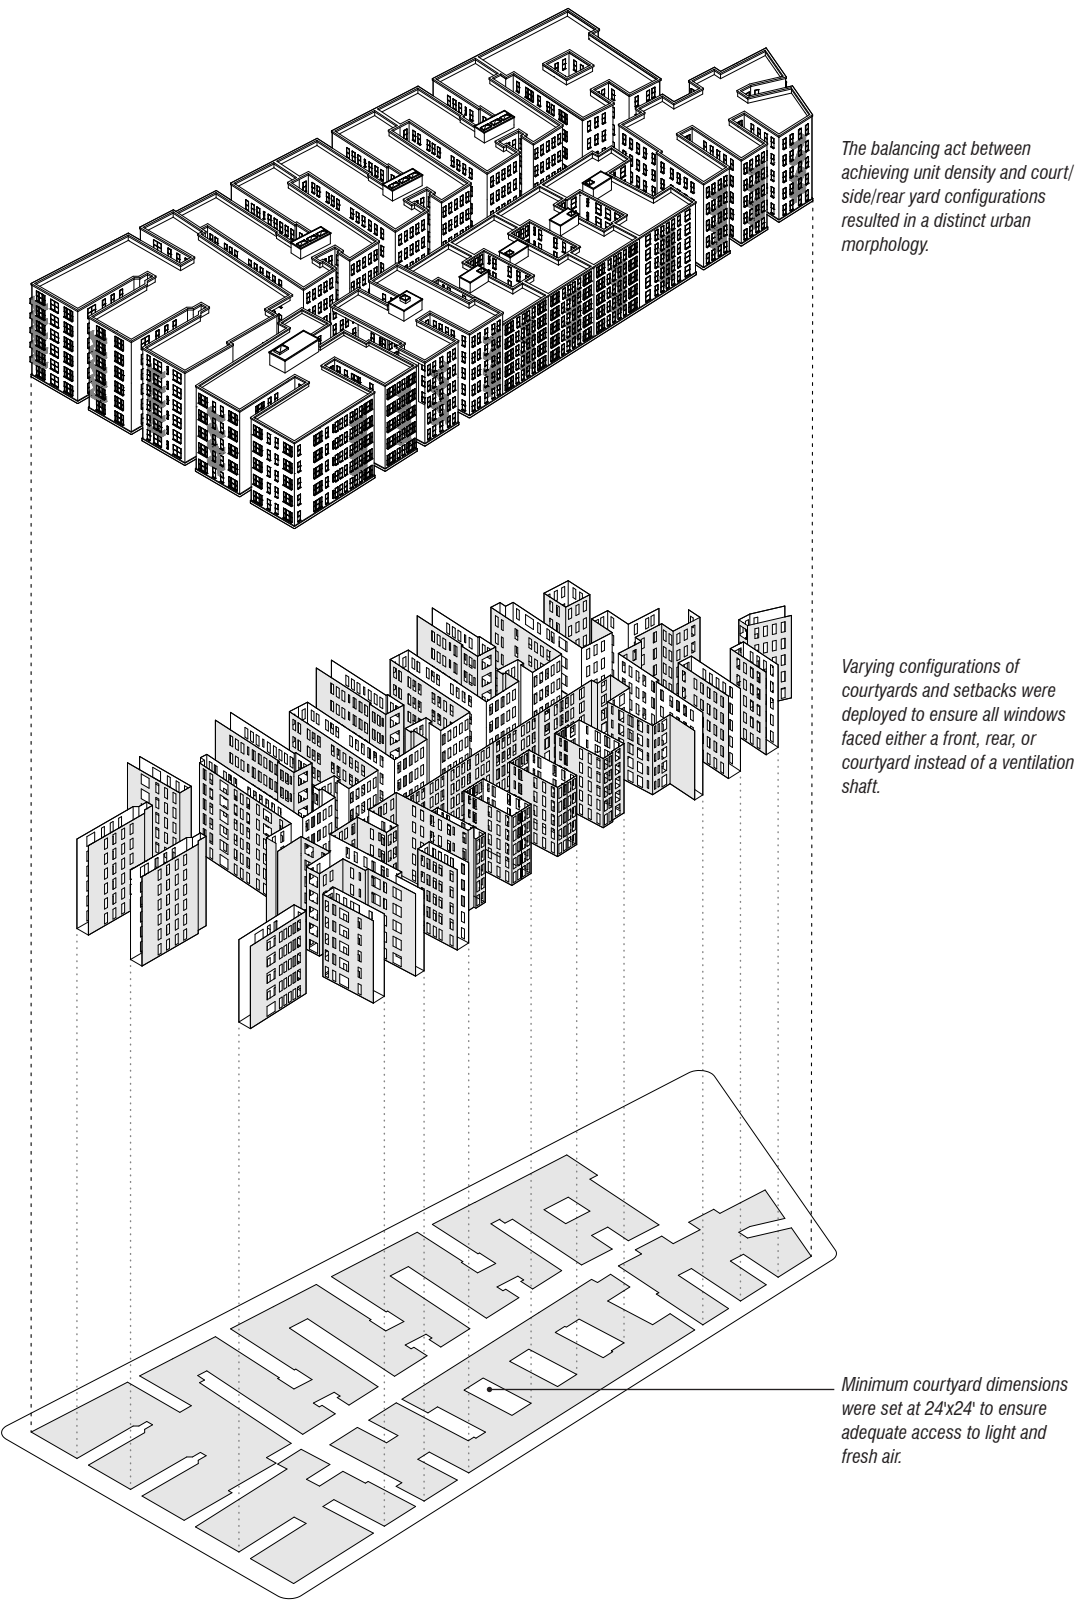 The balancing act between
achieving unit density and court/
side/rear yard configurations
resulted in a distinct urban
morphology.
Varying configurations of
courtyards and setbacks were
deployed to ensure all windows
faced either a front, rear, or
courtyard instead of a ventilation
shaft.
Minimum courtyard dimensions
were set at 24'x24' to ensure
adequate access to light and
fresh air.